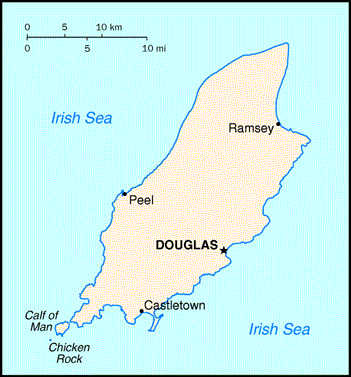 0 5 10 km
0 5 10 mi
Irish Sea
Ramsey
Peel
DOUGLAS
Castletown
Calf of
Man
Chicken
Rock
Irish Sea